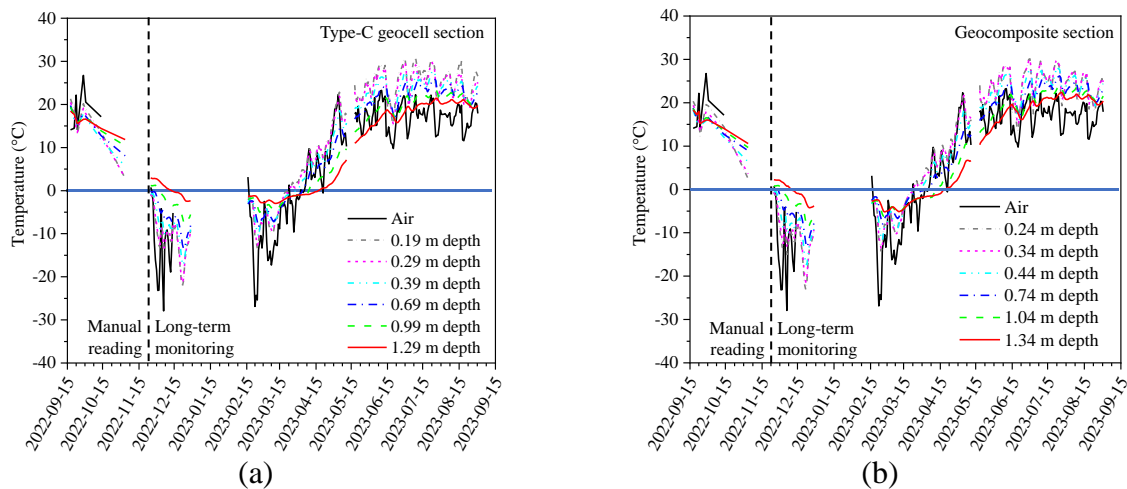 Type-C geocell section
40
30
20
10
0
-10
-20
-30
-40
Temperature (°C)
Air
0.19 m depth
0.29 m depth
0.39 m depth
0.69 m depth
0.99 m depth
1.29 m depth
Manual
reading
Long-term
monitoring
2022-09-15
2022-10-15
2022-11-15
2022-12-15
2023-01-15
2023-02-15
2023-03-15
2023-04-15
2023-05-15
2023-06-15
2023-07-15
2023-08-15
2023-09-15
(a)
Geocomposite section
40
30
20
10
0
-10
-20
-30
-40
Temperature (°C)
Air
0.24 m depth
0.34 m depth
0.44 m depth
0.74 m depth
1.04 m depth
1.34 m depth
Manual
reading
Long-term
monitoring
2022-09-15
2022-10-15
2022-11-15
2022-12-15
2023-01-15
2023-02-15
2023-03-15
2023-04-15
2023-05-15
2023-06-15
2023-07-15
2023-08-15
2023-09-15
(b)